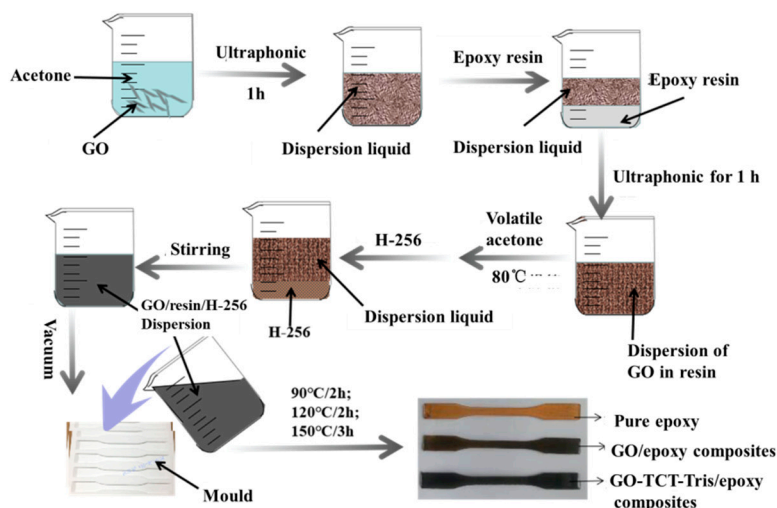 Acetone
GO
Ultraphonic
1h
Dispersion liquid
Epoxy resin
Epoxy resin
Dispersion liquid
Ultraphonic for 1 h
Volatile
acetone
80℃
Dispersion of
GO in resin
H-256
Dispersion liquid
H-256
Stirring
GO/resin/H-256
Dispersion
Vacuum
Mould
90℃/2h;
120℃/2h;
150℃/3h
Pure epoxy
GO/epoxy composites
GO-TCT-Tris/epoxy
composites